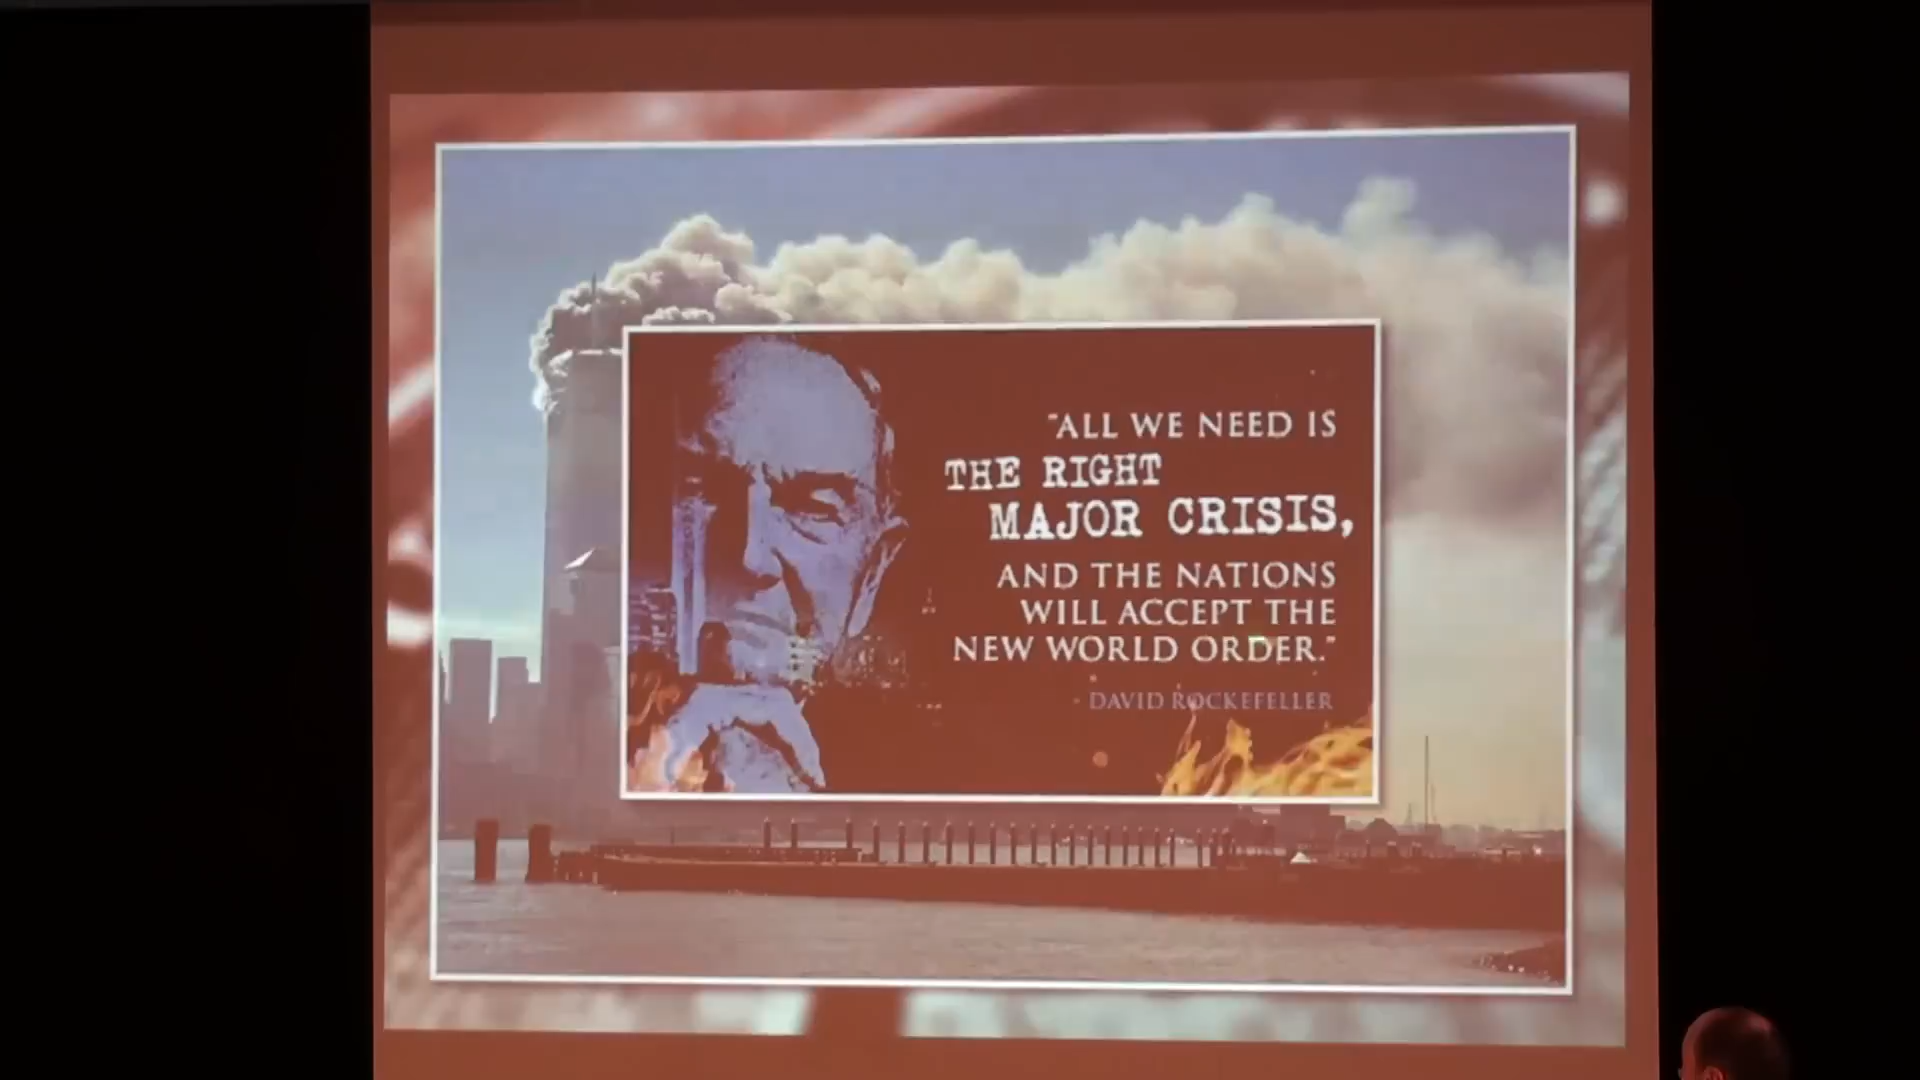 "ALL WE NEED IS
THE RIGHT
MAJOR CRISIS,
AND THE NATIONS
WILL ACCEPT THE
NEW WORLD ORDER."
- DAVID ROCKEFELLER